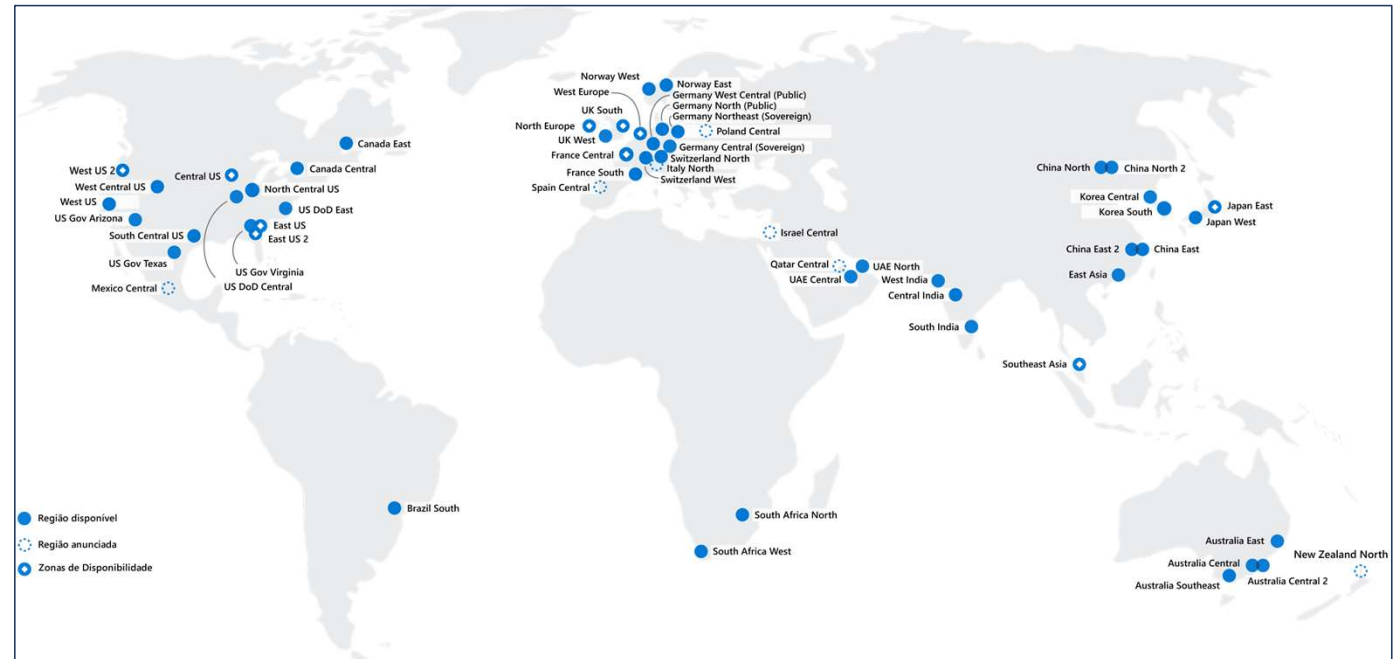 Norway West
Norway East
West Europe
Germany West Central (Public)
Germany North (Public)
UK South
Germany Northeast (Sovereign)
North Europe
Poland Central
UK West
Germany Central (Sovereign)
France Central
Switzerland North
Italy North
France South
Switzerland West
Spain Central
Canada East
West US 2
Central US
Canada Central
West Central US
North Central US
West US
US DoD East
US Gov Arizona
East US
South Central US
East US 2
US Gov Texas
US Gov Virginia
US DoD Central
Mexico Central
China North
China North 2
Korea Central
Korea South
Japan East
Japan West
Israel Central
China East 2
China East
Qatar Central
UAE North
UAE Central
West India
East Asia
Central India
South India
Southeast Asia
Brazil South
South Africa North
South Africa West
Australia East
New Zealand North
Australia Central
Australia Central 2
Australia Southeast
Região disponível
Região anunciada
Zonas de Disponibilidade